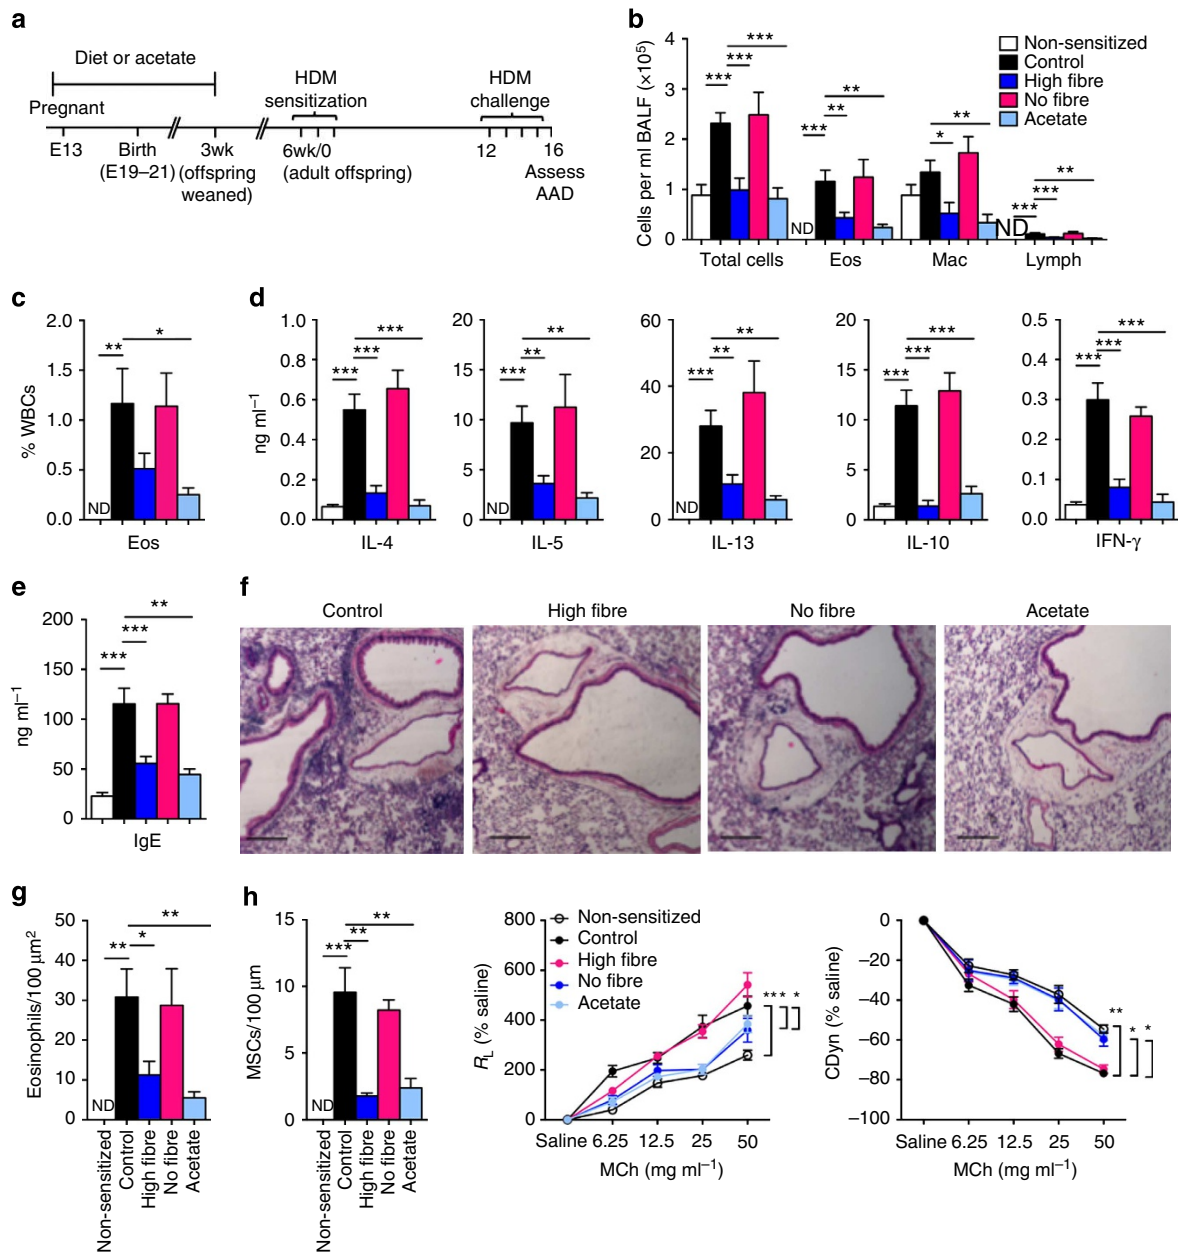 a
Diet or acetate
Pregnant
HDM
sensitization
HDM
challenge
E13
Birth
(E19–21)
3wk
(offspring
weaned)
6wk/0
(adult offspring)
12
16
Assess
AAD
b
Cells per ml BALF (×10⁵)
4
3
2
1
0
***
***
***
***
**
**
ND
*
**
ND
***
***
**
Total cells
Eos
Mac
Lymph
Non-sensitized
Control
High fibre
No fibre
Acetate
c
% WBCs
2.0
1.5
1.0
0.5
0.0
**
*
ND
Eos
d
ng ml⁻¹
1.0
0.8
0.6
0.4
0.2
0.0
***
***
***
IL-4
20
15
10
5
0
***
**
**
ND
IL-5
60
40
20
0
***
**
**
ND
IL-13
20
15
10
5
0
***
***
***
IL-10
0.5
0.4
0.3
0.2
0.1
0.0
***
***
***
IFN-γ
e
ng ml⁻¹
200
150
100
50
0
***
***
**
IgE
f
Control
High fibre
No fibre
Acetate
g
Eosinophils/100 μm²
50
40
30
20
10
0
**
*
**
ND
Non-sensitized
Control
High fibre
No fibre
Acetate
h
MSCs/100 μm
15
10
5
0
***
**
**
ND
Non-sensitized
Control
High fibre
No fibre
Acetate
R_L (% saline)
800
600
400
200
0
Non-sensitized
Control
High fibre
No fibre
Acetate
*** *
Saline 6.25 12.5 25 50
MCh (mg ml⁻¹)
CDyn (% saline)
0
−20
−40
−60
−80
−100
** * *
Saline 6.25 12.5 25 50
MCh (mg ml⁻¹)